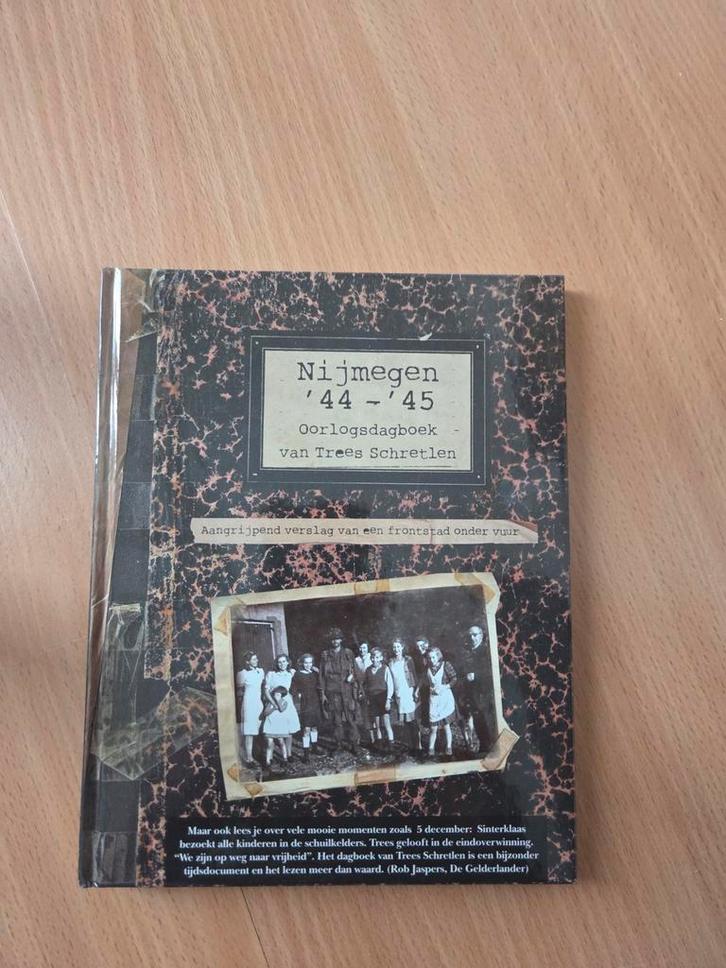 Nijmegen
'44 - '45
Oorlogsdagboek
van Trees Schretlen
Aangrijpend verslag van een frontstad onder vuur
Maar ook lees je over vele mooie momenten zoals 5 december: Sinterklaas
bezoekt alle kinderen in de schuilkelders. Trees gelooft in de eindoverwinning.
"We zijn op weg naar vrijheid". Het dagboek van Trees Schretlen is een bijzonder
tijdsdocument en het lezen meer dan waard. (Rob Jaspers, De Gelderlander)